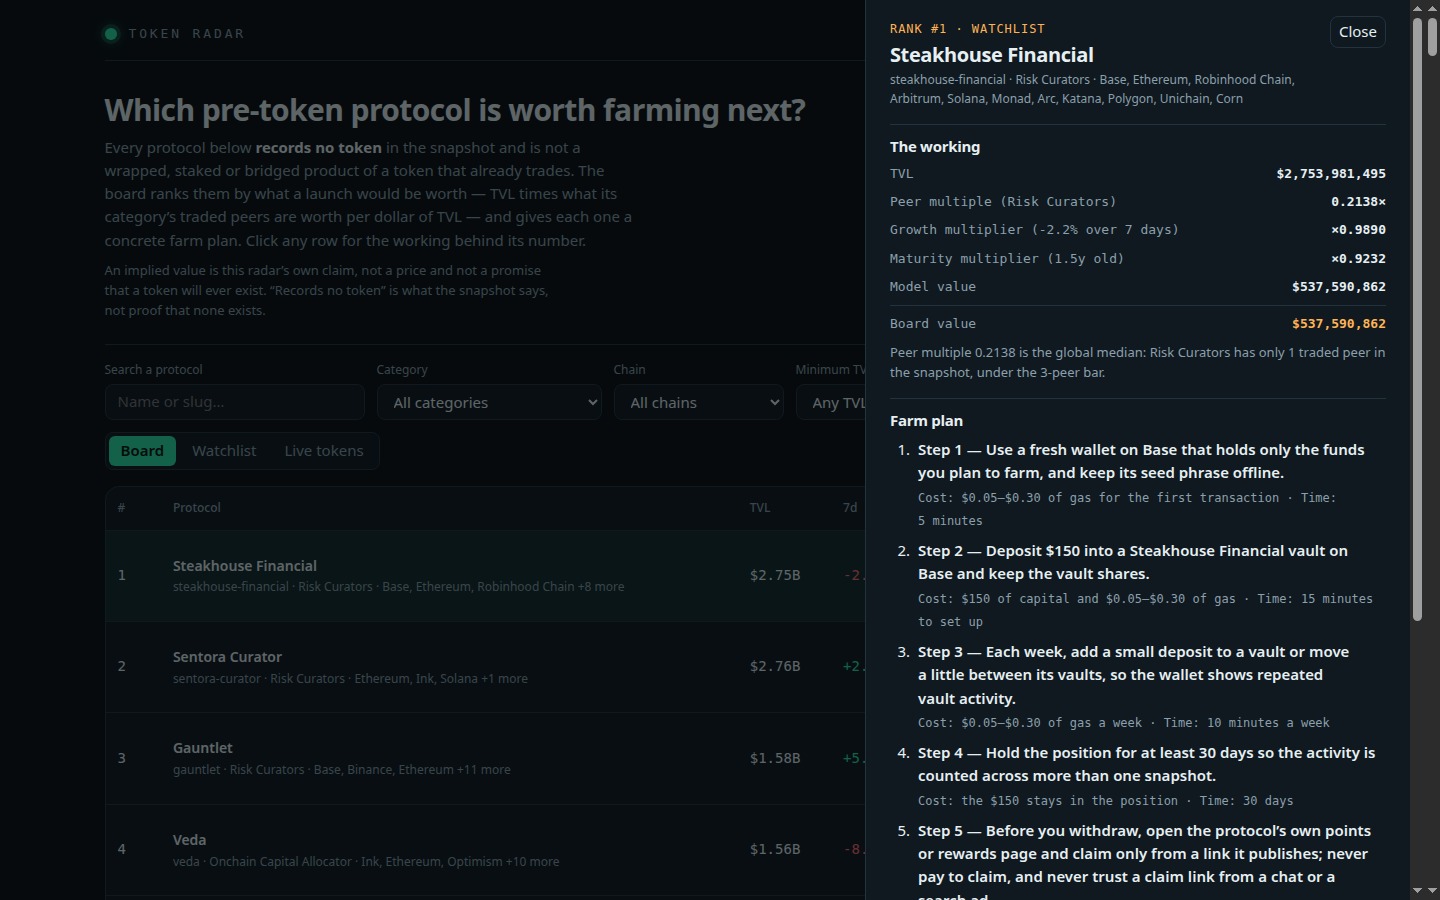 TOKEN RADAR
Which pre-token protocol is worth farming next?
Every protocol below records no token in the snapshot and is not a
wrapped, staked or bridged product of a token that already trades. The
board ranks them by what a launch would be worth — TVL times what its
category's traded peers are worth per dollar of TVL — and gives each one a
concrete farm plan. Click any row for the working behind its number.
An implied value is this radar's own claim, not a price and not a promise
that a token will ever exist. “Records no token” is what the snapshot says,
not proof that none exists.
Search a protocol
Category
Chain
Minimum TV
Name or slug...
All categories
All chains
Any TVL
Board
Watchlist
Live tokens
# Protocol TVL 7d
1 Steakhouse Financial $2.75B -2.
steakhouse-financial · Risk Curators · Base, Ethereum, Robinhood Chain +8 more
2 Sentora Curator $2.76B +2.
sentora-curator · Risk Curators · Ethereum, Ink, Solana +1 more
3 Gauntlet $1.58B +5.
gauntlet · Risk Curators · Base, Binance, Ethereum +11 more
4 Veda $1.56B -8.
veda · Onchain Capital Allocator · Ink, Ethereum, Optimism +10 more
RANK #1 · WATCHLIST
Close
Steakhouse Financial
steakhouse-financial · Risk Curators · Base, Ethereum, Robinhood Chain,
Arbitrum, Solana, Monad, Arc, Katana, Polygon, Unichain, Corn
The working
TVL $2,753,981,495
Peer multiple (Risk Curators) 0.2138×
Growth multiplier (-2.2% over 7 days) ×0.9890
Maturity multiplier (1.5y old) ×0.9232
Model value $537,590,862
Board value $537,590,862
Peer multiple 0.2138 is the global median: Risk Curators has only 1 traded peer in
the snapshot, under the 3-peer bar.
Farm plan
1. Step 1 — Use a fresh wallet on Base that holds only the funds
you plan to farm, and keep its seed phrase offline.
Cost: $0.05–$0.30 of gas for the first transaction · Time:
5 minutes
2. Step 2 — Deposit $150 into a Steakhouse Financial vault on
Base and keep the vault shares.
Cost: $150 of capital and $0.05–$0.30 of gas · Time: 15 minutes
to set up
3. Step 3 — Each week, add a small deposit to a vault or move
a little between its vaults, so the wallet shows repeated
vault activity.
Cost: $0.05–$0.30 of gas a week · Time: 10 minutes a week
4. Step 4 — Hold the position for at least 30 days so the activity is
counted across more than one snapshot.
Cost: the $150 stays in the position · Time: 30 days
5. Step 5 — Before you withdraw, open the protocol's own points
or rewards page and claim only from a link it publishes; never
pay to claim, and never trust a claim link from a chat or a
search ad.